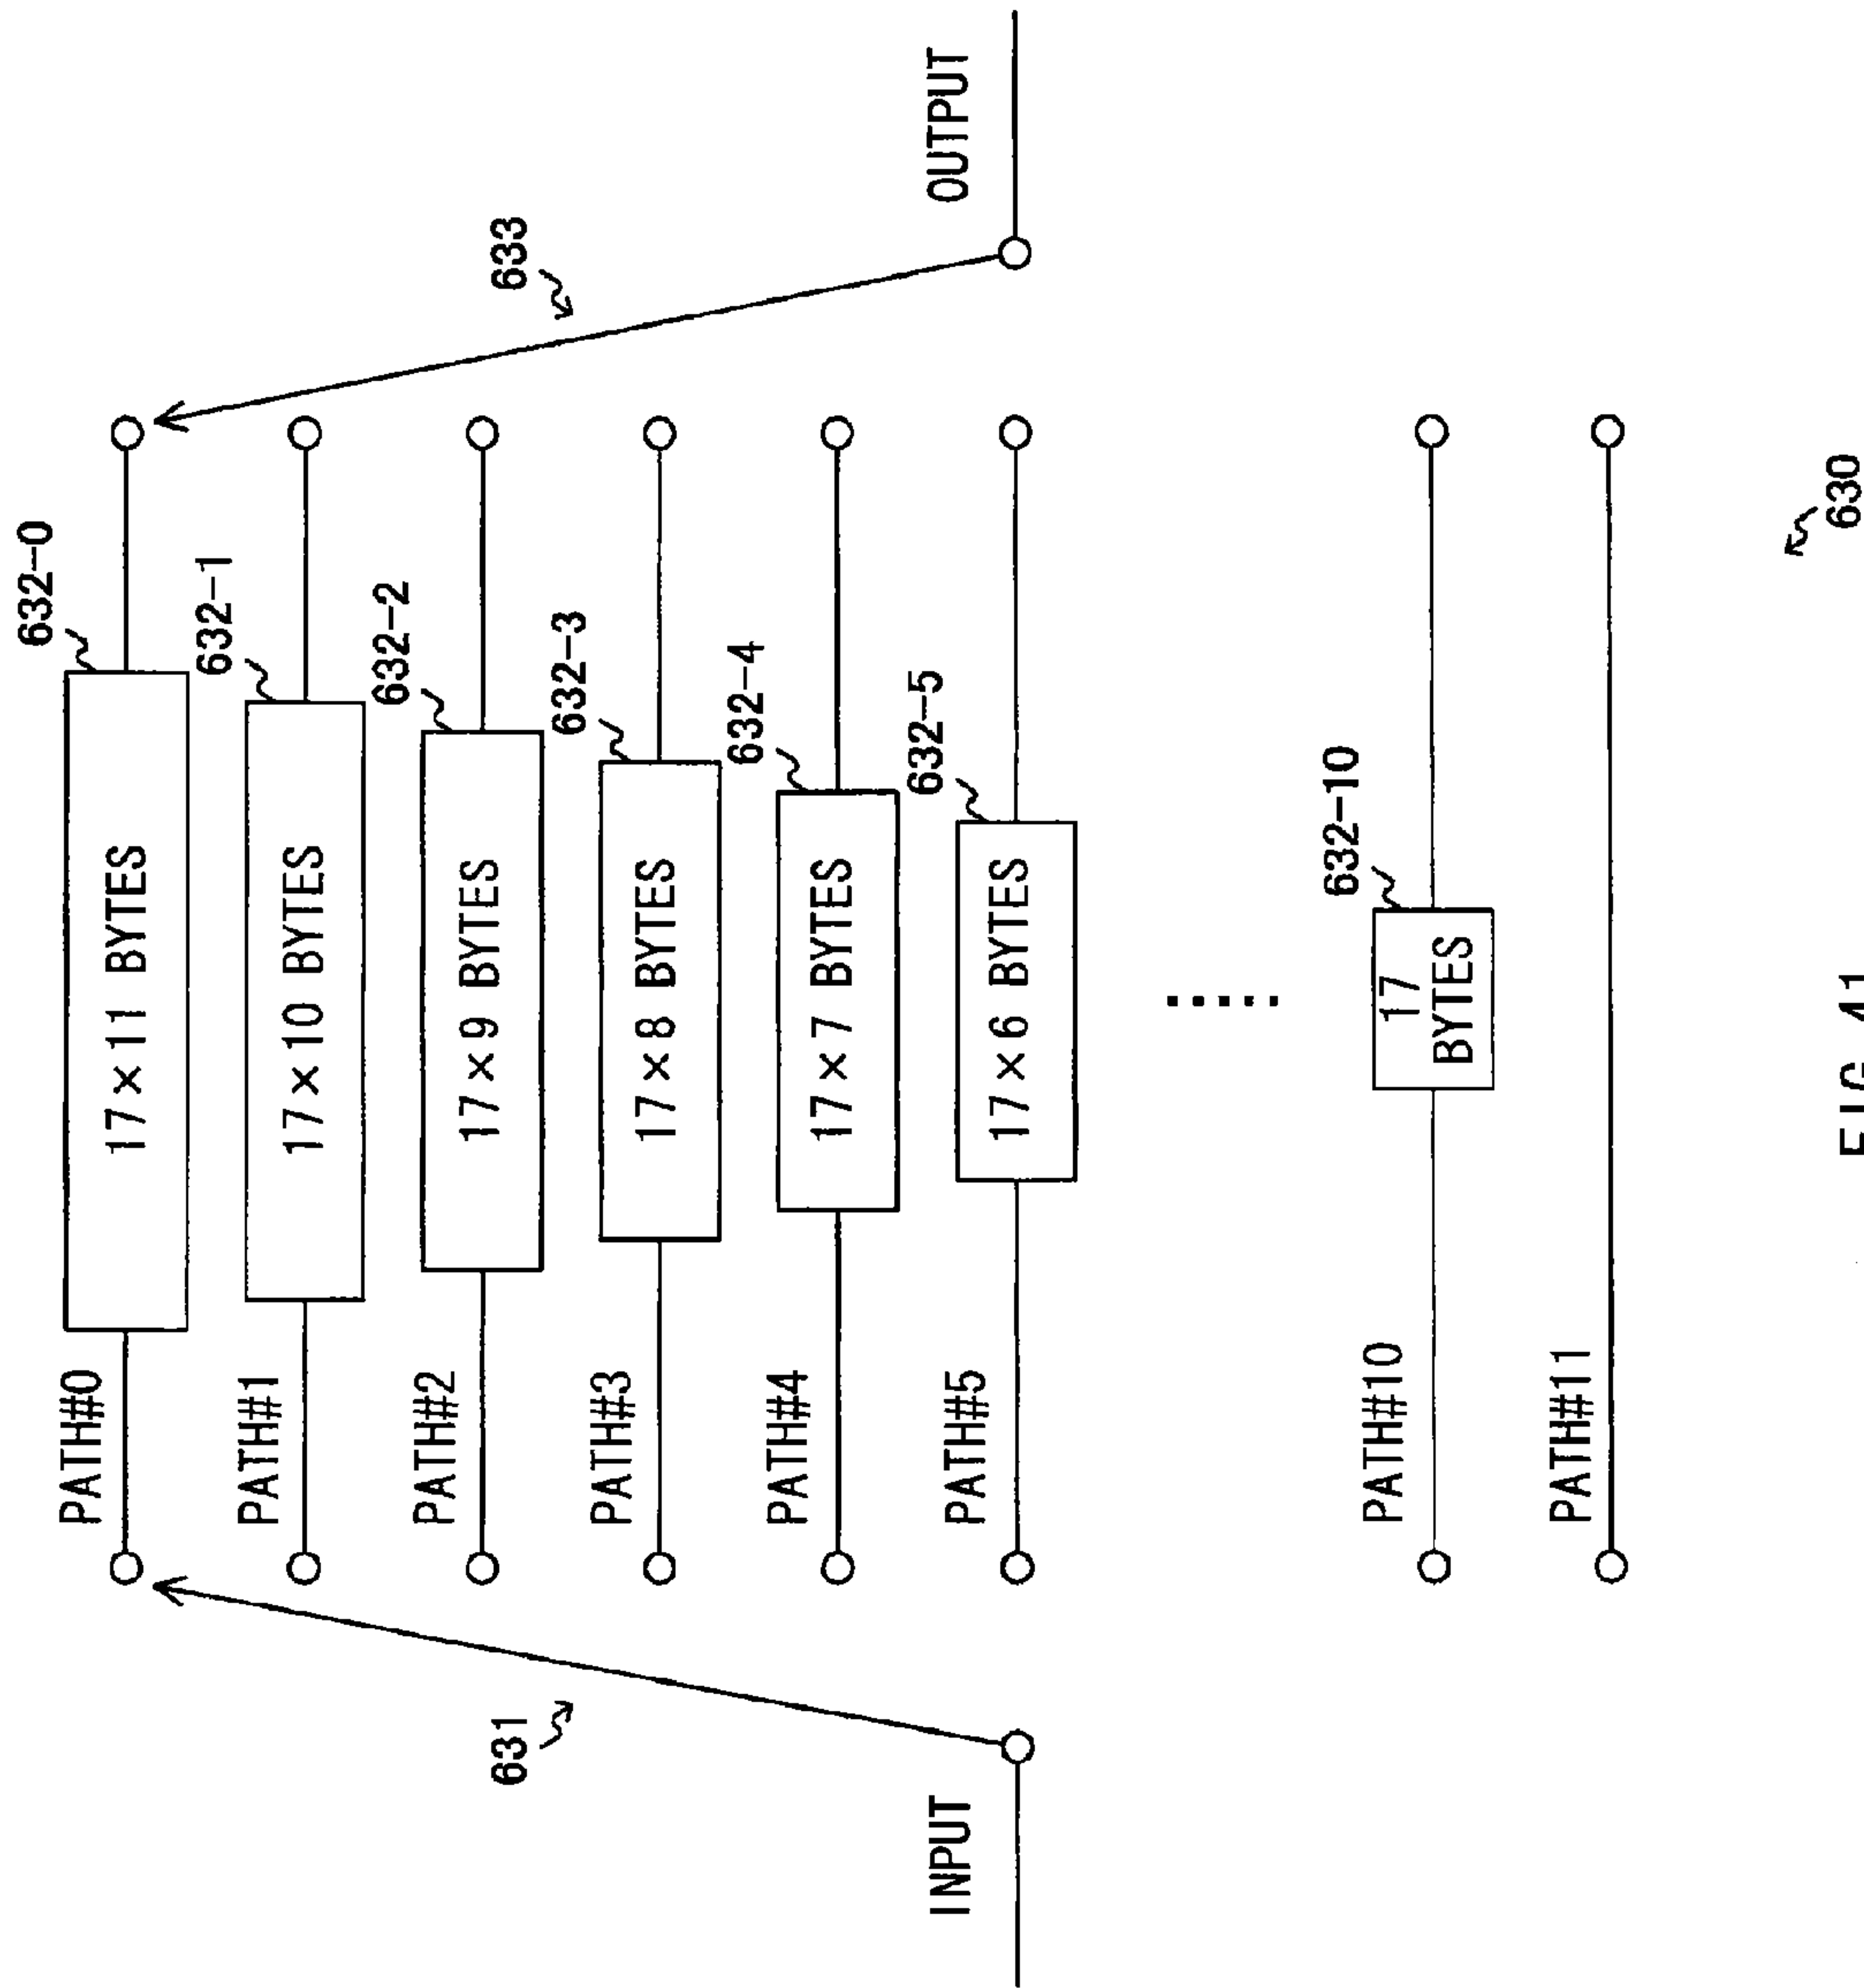 632-0
PATH#0
17×11 BYTES
632-1
PATH#1
17×10 BYTES
632-2
PATH#2
17×9 BYTES
631
633
632-3
PATH#3
17×8 BYTES
632-4
PATH#4
17×7 BYTES
632-5
INPUT
PATH#5
17×6 BYTES
OUTPUT
632-10
PATH#10
17
BYTES
PATH#11
630
FIG. 41